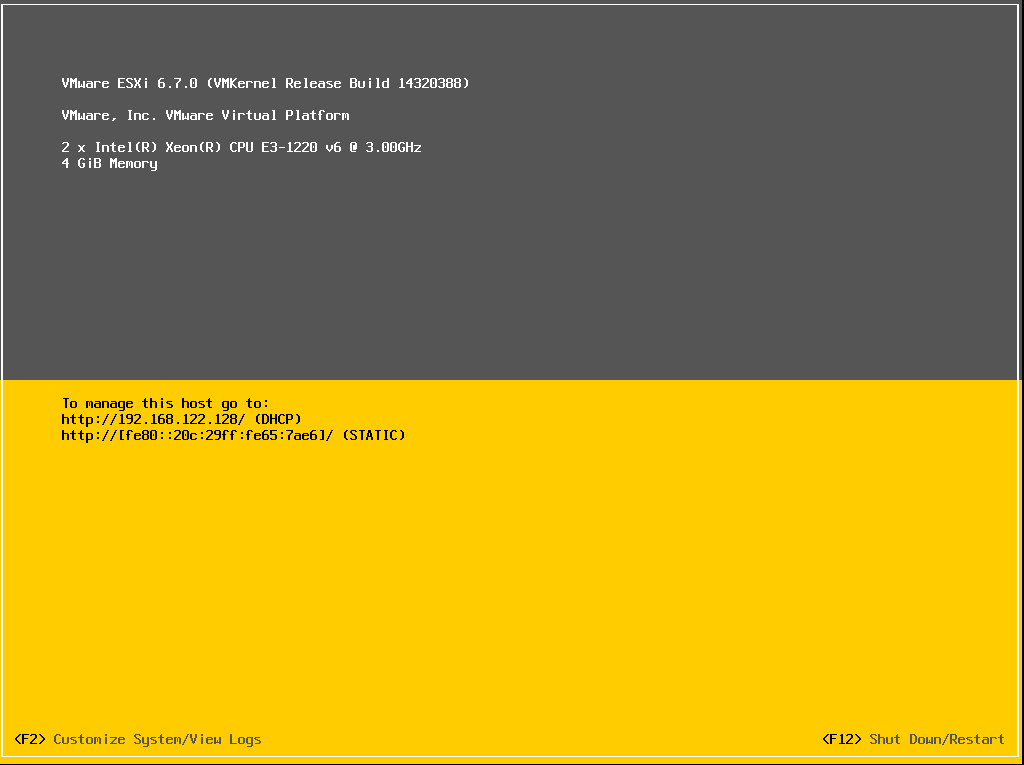 VMware ESXi 6.7.0 (VMKernel Release Build 14320388)
VMware, Inc. VMware Virtual Platform
2 x Intel(R) Xeon(R) CPU E3-1220 v6 @ 3.00GHz
4 GiB Memory
To manage this host go to:
http://192.168.122.128/ (DHCP)
http://[fe80::20c:29ff:fe65:7ae6]/ (STATIC)
<F2> Customize System/View Logs
<F12> Shut Down/Restart